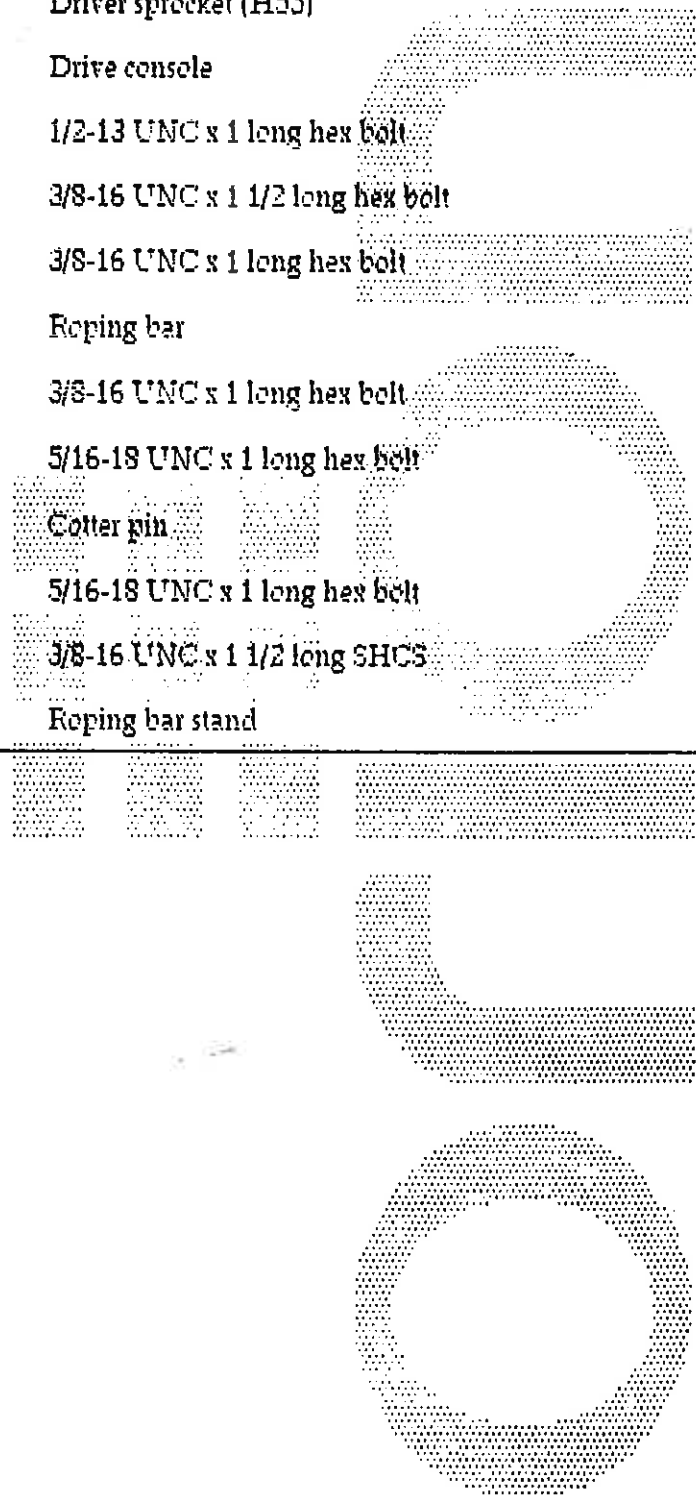 Driver sprocket (H35)
Drive console
1/2-13 UNC x 1 long hex bolt
3/8-16 UNC x 1 1/2 long hex bolt
3/8-16 UNC x 1 long hex bolt
Roping bar
3/8-16 UNC x 1 long hex bolt
5/16-18 UNC x 1 long hex bolt
Cotter pin
5/16-18 UNC x 1 long hex bolt
3/8-16 UNC x 1 1/2 long SHCS
Roping bar stand